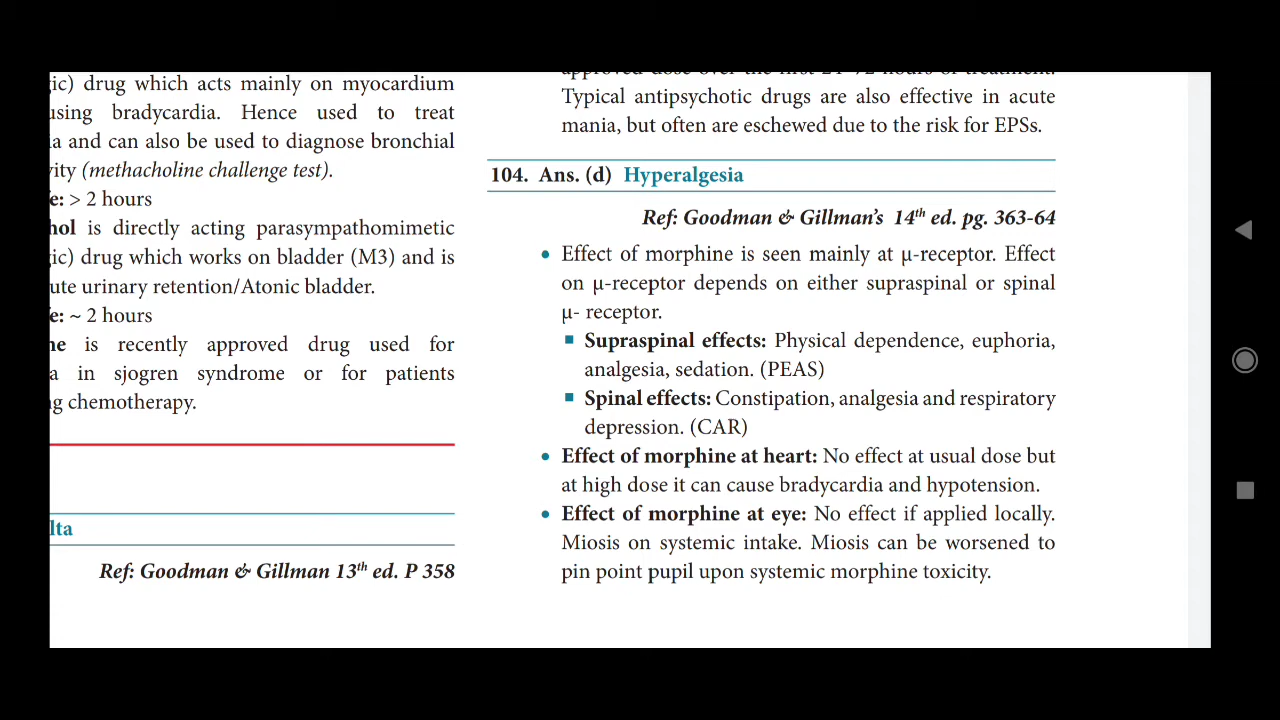 drug which acts mainly on myocardium
bradycardia. Hence used to treat
and can also be used to diagnose bronchial
(methacholine challenge test).
> 2 hours
is directly acting parasympathomimetic
drug which works on bladder (M3) and is
urinary retention/Atonic bladder.
~ 2 hours
is recently approved drug used for
in sjogren syndrome or for patients
chemotherapy.
Ref: Goodman & Gillman 13th ed. P 358
Typical antipsychotic drugs are also effective in acute
mania, but often are eschewed due to the risk for EPSs.
104. Ans. (d) Hyperalgesia
Ref: Goodman & Gillman's 14th ed. pg. 363-64
• Effect of morphine is seen mainly at µ-receptor. Effect
on µ-receptor depends on either supraspinal or spinal
µ- receptor.
▪ Supraspinal effects: Physical dependence, euphoria,
analgesia, sedation. (PEAS)
▪ Spinal effects: Constipation, analgesia and respiratory
depression. (CAR)
• Effect of morphine at heart: No effect at usual dose but
at high dose it can cause bradycardia and hypotension.
• Effect of morphine at eye: No effect if applied locally.
Miosis on systemic intake. Miosis can be worsened to
pin point pupil upon systemic morphine toxicity.